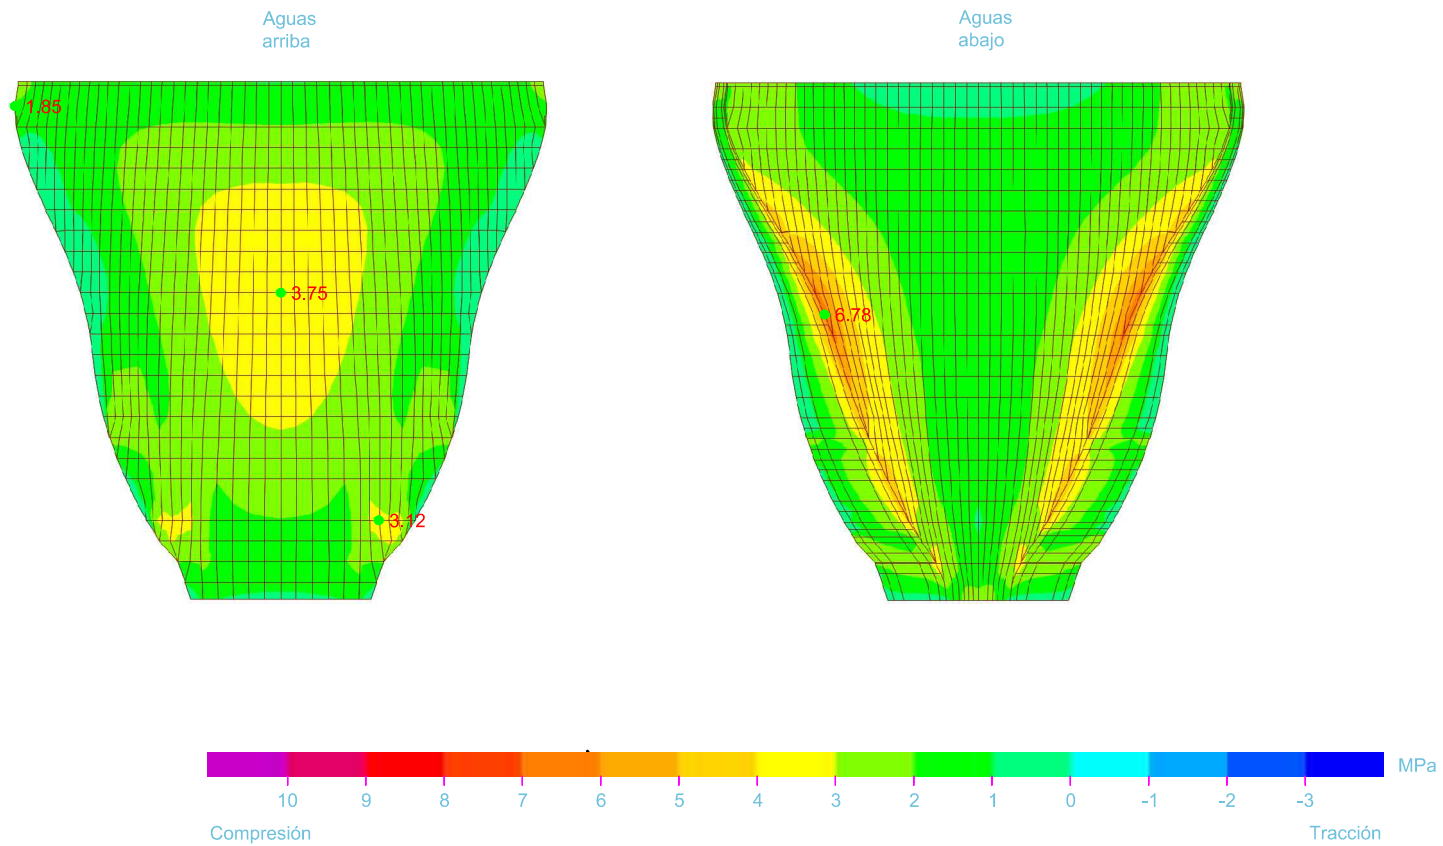 Aguas
arriba
Aguas
abajo
1.85
3.75
6.78
3.12
MPa
10 9 8 7 6 5 4 3 2 1 0 -1 -2 -3
Compresión
Tracción